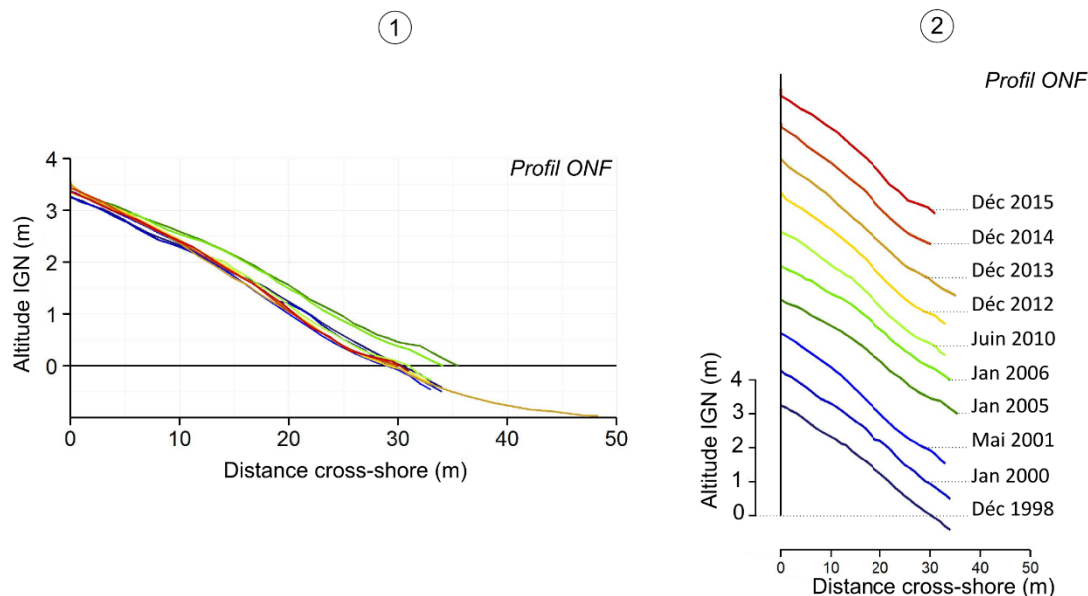 1
2
Profil ONF
4
3
2
1
0
Altitude IGN (m)
0 10 20 30 40 50
Distance cross-shore (m)
Profil ONF
Déc 2015
Déc 2014
Déc 2013
Déc 2012
Juin 2010
Jan 2006
Jan 2005
Mai 2001
Jan 2000
Déc 1998
4
3
2
1
0
Altitude IGN (m)
0 10 20 30 40 50
Distance cross-shore (m)